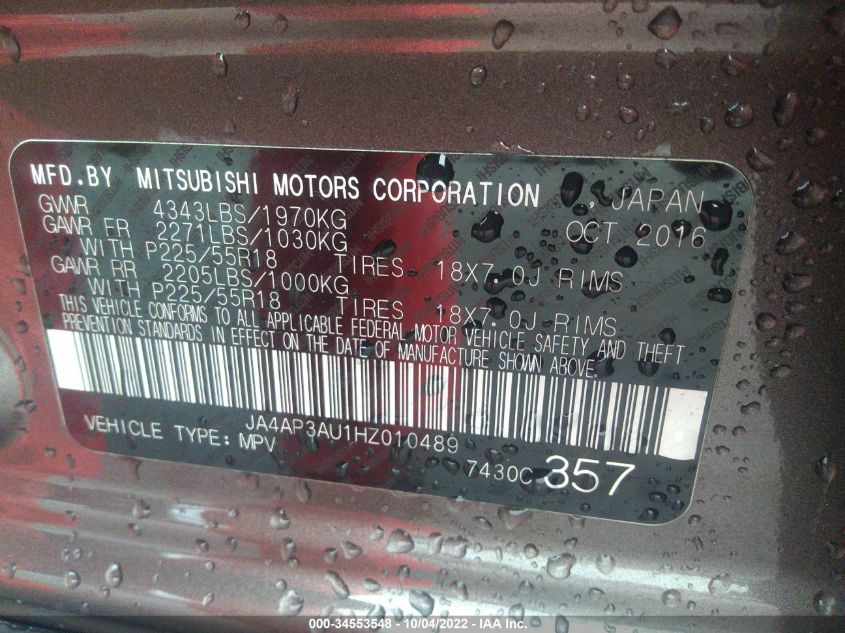 MFD.BY MITSUBISHI MOTORS CORPORATION , JAPAN
GVWR 4343LBS/1970KG OCT 2016
GAWR FR 2271LBS/1030KG
WITH P225/55R18 TIRES 18X7.0J RIMS
GAWR RR 2205LBS/1000KG
WITH P225/55R18 TIRES 18X7.0J RIMS
THIS VEHICLE CONFORMS TO ALL APPLICABLE FEDERAL MOTOR VEHICLE SAFETY AND THEFT
PREVENTION STANDARDS IN EFFECT ON THE DATE OF MANUFACTURE SHOWN ABOVE.
JA4AP3AU1HZ010489
VEHICLE TYPE: MPV 7430C 357
000-34553548 - 10/04/2022 - IAA Inc.